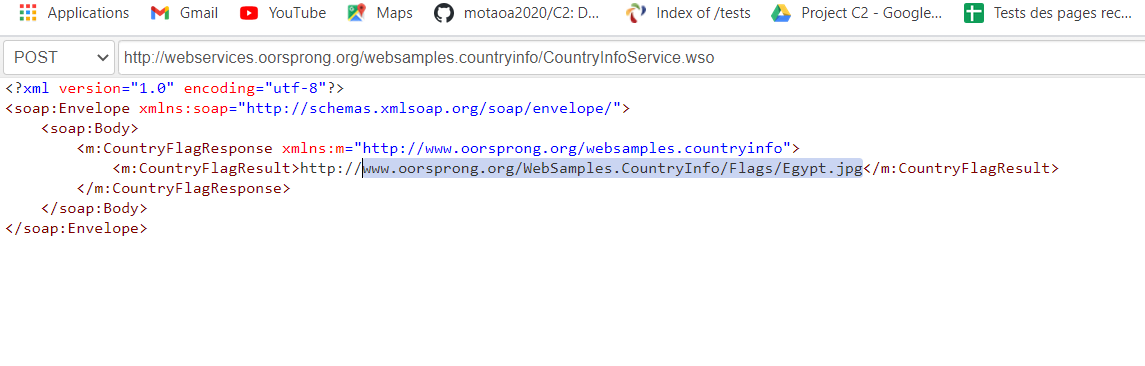 Applications Gmail YouTube Maps motaoa2020/C2: D... Index of /tests Project C2 - Google... Tests des pages rec...
POST http://webservices.oorsprong.org/websamples.countryinfo/CountryInfoService.wso
<?xml version="1.0" encoding="utf-8"?>
<soap:Envelope xmlns:soap="http://schemas.xmlsoap.org/soap/envelope/">
<soap:Body>
<m:CountryFlagResponse xmlns:m="http://www.oorsprong.org/websamples.countryinfo">
<m:CountryFlagResult>http://www.oorsprong.org/WebSamples.CountryInfo/Flags/Egypt.jpg</m:CountryFlagResult>
</m:CountryFlagResponse>
</soap:Body>
</soap:Envelope>